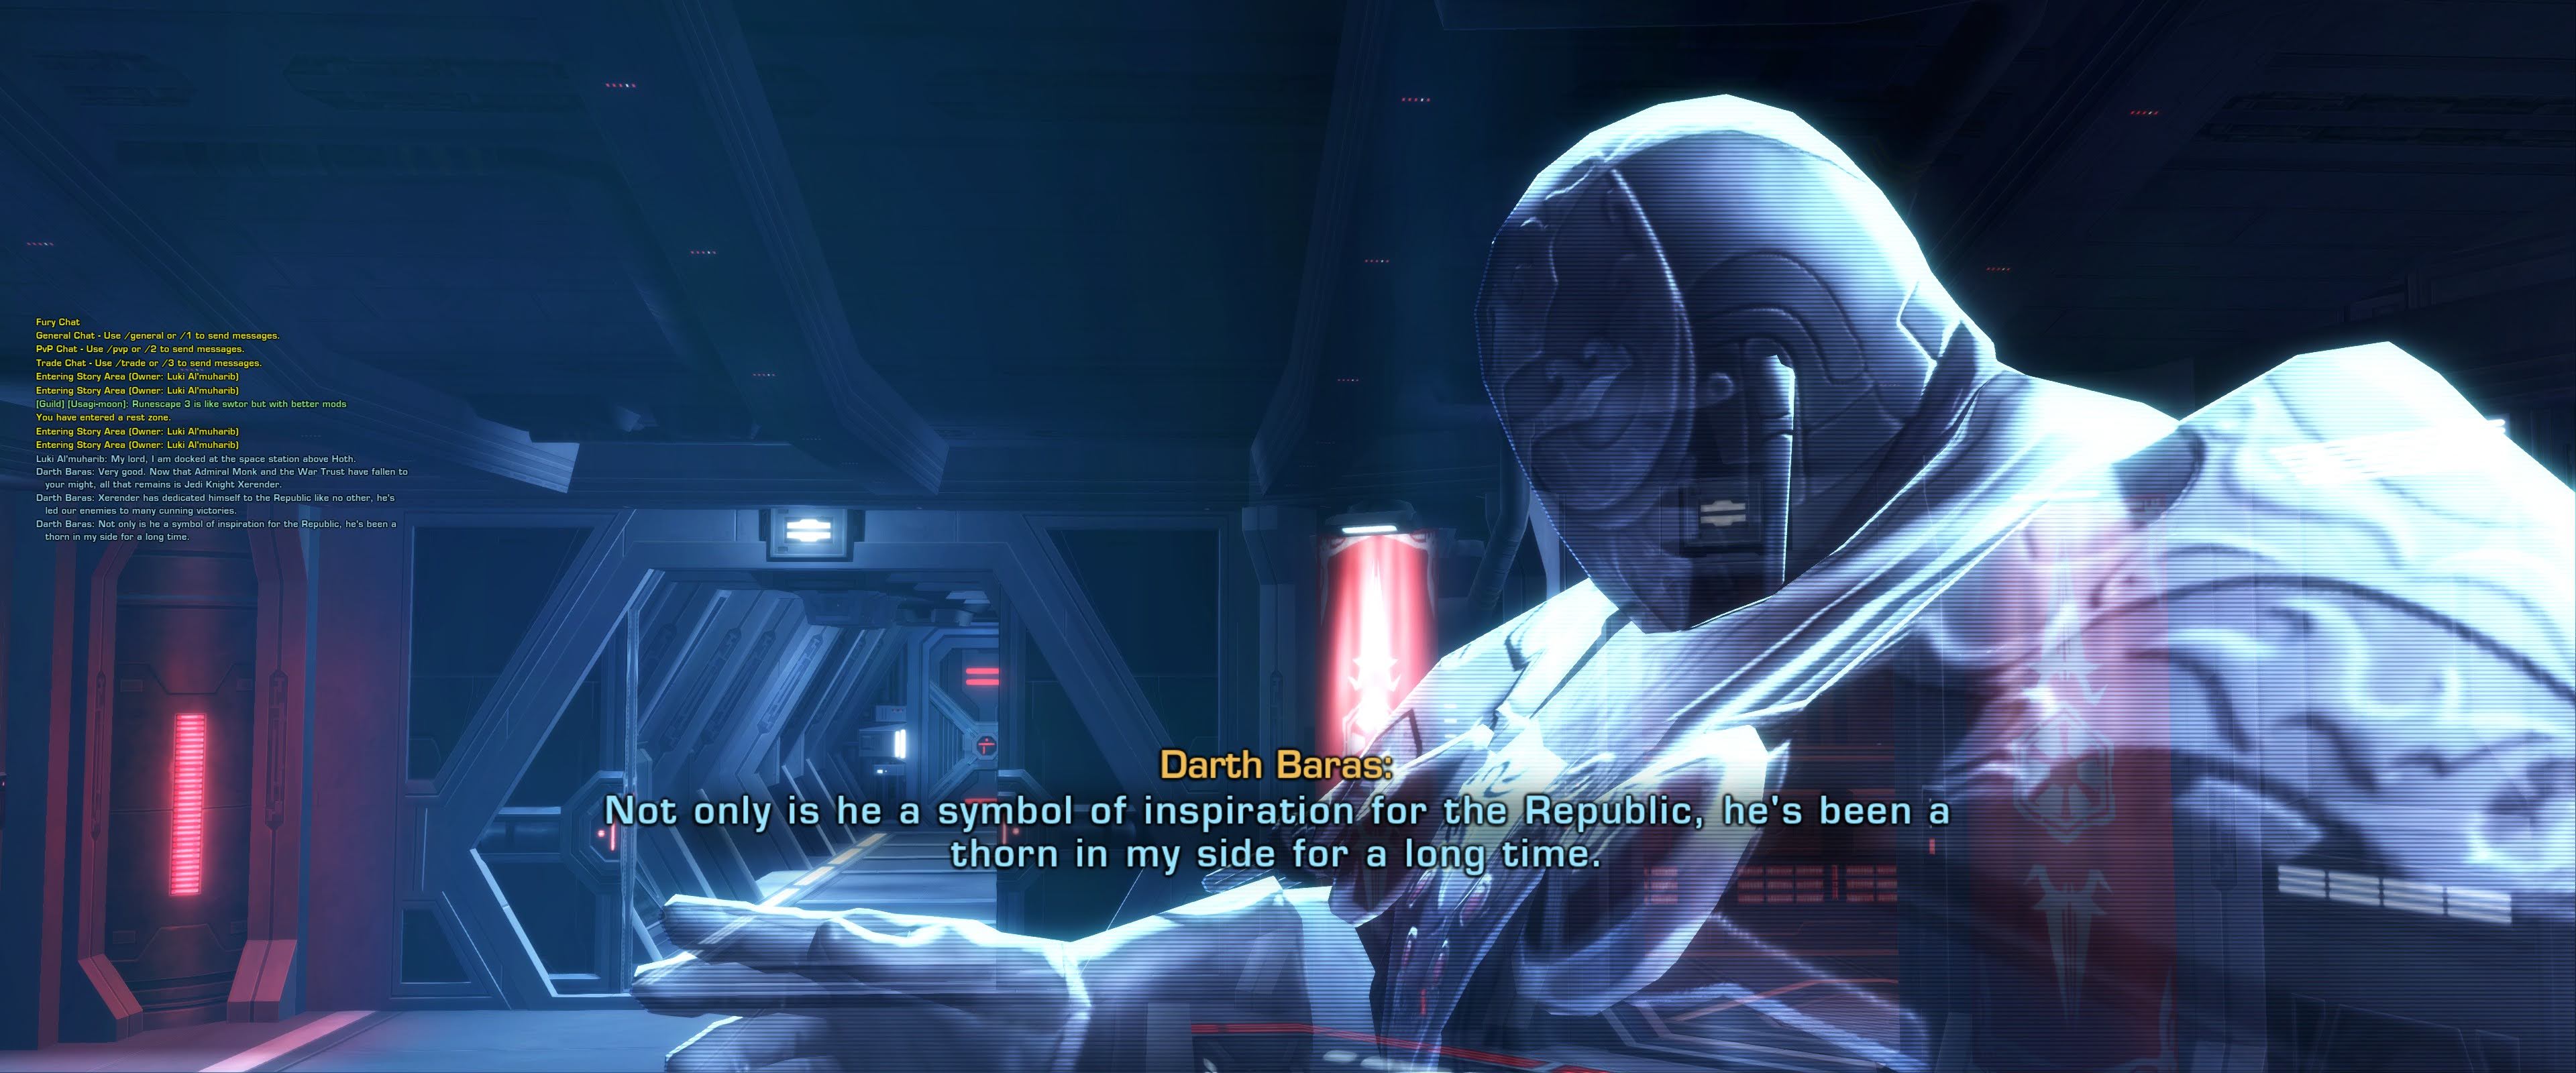 Fury Chat
General Chat - Use /general or /1 to send messages.
PvP Chat - Use /pvp or /2 to send messages.
Trade Chat - Use /trade or /3 to send messages.
Entering Story Area (Owner: Luki Al'muharib)
Entering Story Area (Owner: Luki Al'muharib)
[Guild] [Usagi-moon]: Runescape 3 is like swtor but with better mods
You have entered a rest zone.
Entering Story Area (Owner: Luki Al'muharib)
Entering Story Area (Owner: Luki Al'muharib)
Luki Al'muharib: My lord, I am docked at the space station above Hoth.
Darth Baras: Very good. Now that Admiral Monk and the War Trust have fallen to
your might, all that remains is Jedi Knight Xerender.
Darth Baras: Xerender has dedicated himself to the Republic like no other, he's
led our enemies to many cunning victories.
Darth Baras: Not only is he a symbol of inspiration for the Republic, he's been a
thorn in my side for a long time.
Darth Baras:
Not only is he a symbol of inspiration for the Republic, he's been a
thorn in my side for a long time.